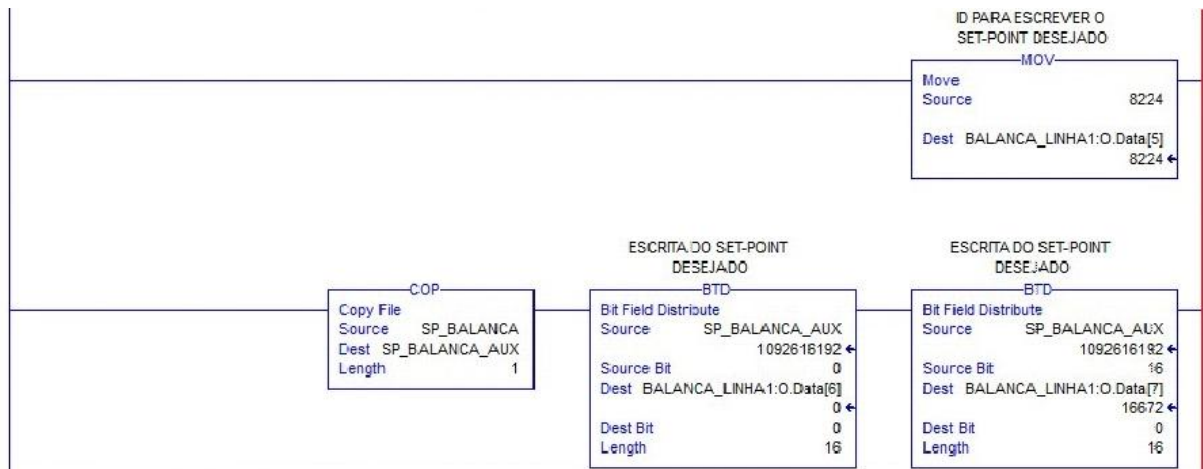 ID PARA ESCREVER O
SET-POINT DESEJADO
MOV
Move
Source 8224
Dest BALANCA_LINHA1:O.Data[5]
8224
ESCRITA DO SET-POINT
DESEJADO
ESCRITA DO SET-POINT
DESEJADO
COP
Copy File
Source SP_BALANCA
Dest SP_BALANCA_AUX
Length 1
BTD
Bit Field Distribute
Source SP_BALANCA_AUX
1092616192
Source Bit 0
Dest BALANCA_LINHA1:O.Data[6]
0
Dest Bit 0
Length 16
BTD
Bit Field Distribute
Source SP_BALANCA_AUX
1092616192
Source Bit 16
Dest BALANCA_LINHA1:O.Data[7]
16672
Dest Bit 0
Length 16